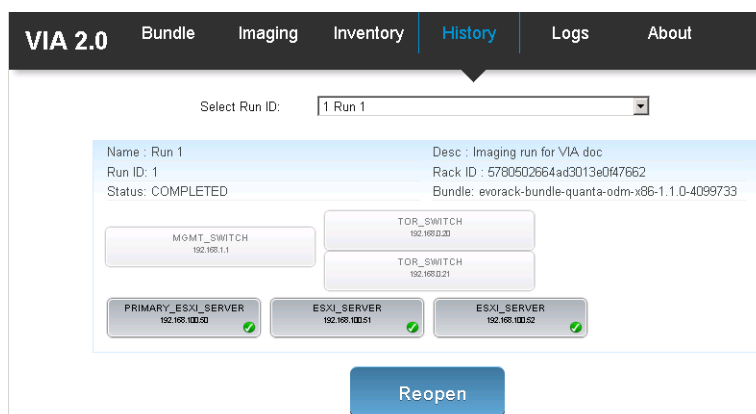 VIA 2.0 Bundle Imaging Inventory History Logs About
Select Run ID: 1 Run 1
Name : Run 1 Desc : Imaging run for VIA doc
Run ID: 1 Rack ID : 5780502664ad3013e0f47662
Status: COMPLETED Bundle: evorack-bundle-quanta-odm-x86-1.1.0-4099733
MGMT_SWITCH
192.168.1.1
TOR_SWITCH
192.168.0.20
TOR_SWITCH
192.168.0.21
PRIMARY_ESXI_SERVER
192.168.100.50
ESXI_SERVER
192.168.100.51
ESXI_SERVER
192.168.100.52
Reopen